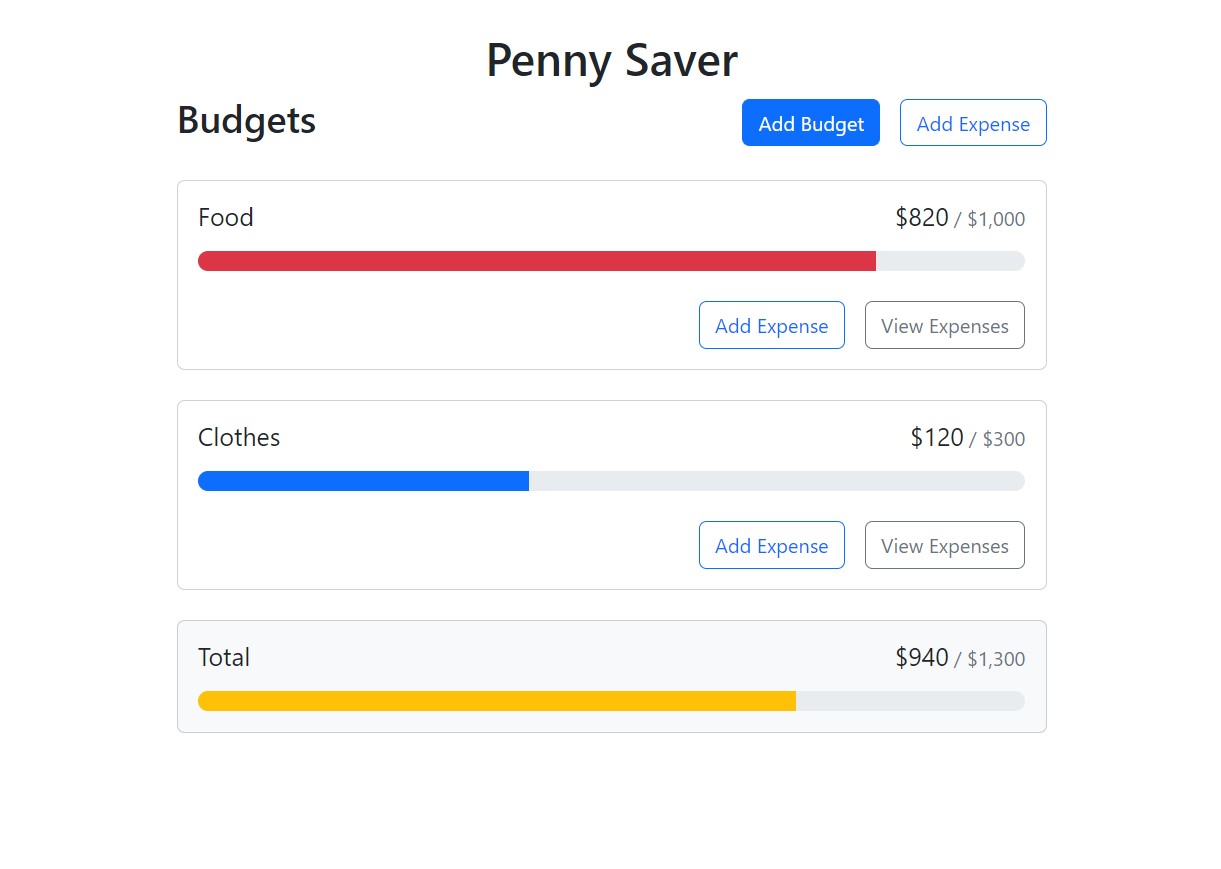 Penny Saver
Budgets
Add Budget
Add Expense
Food
$820 / $1,000
Add Expense
View Expenses
Clothes
$120 / $300
Add Expense
View Expenses
Total
$940 / $1,300